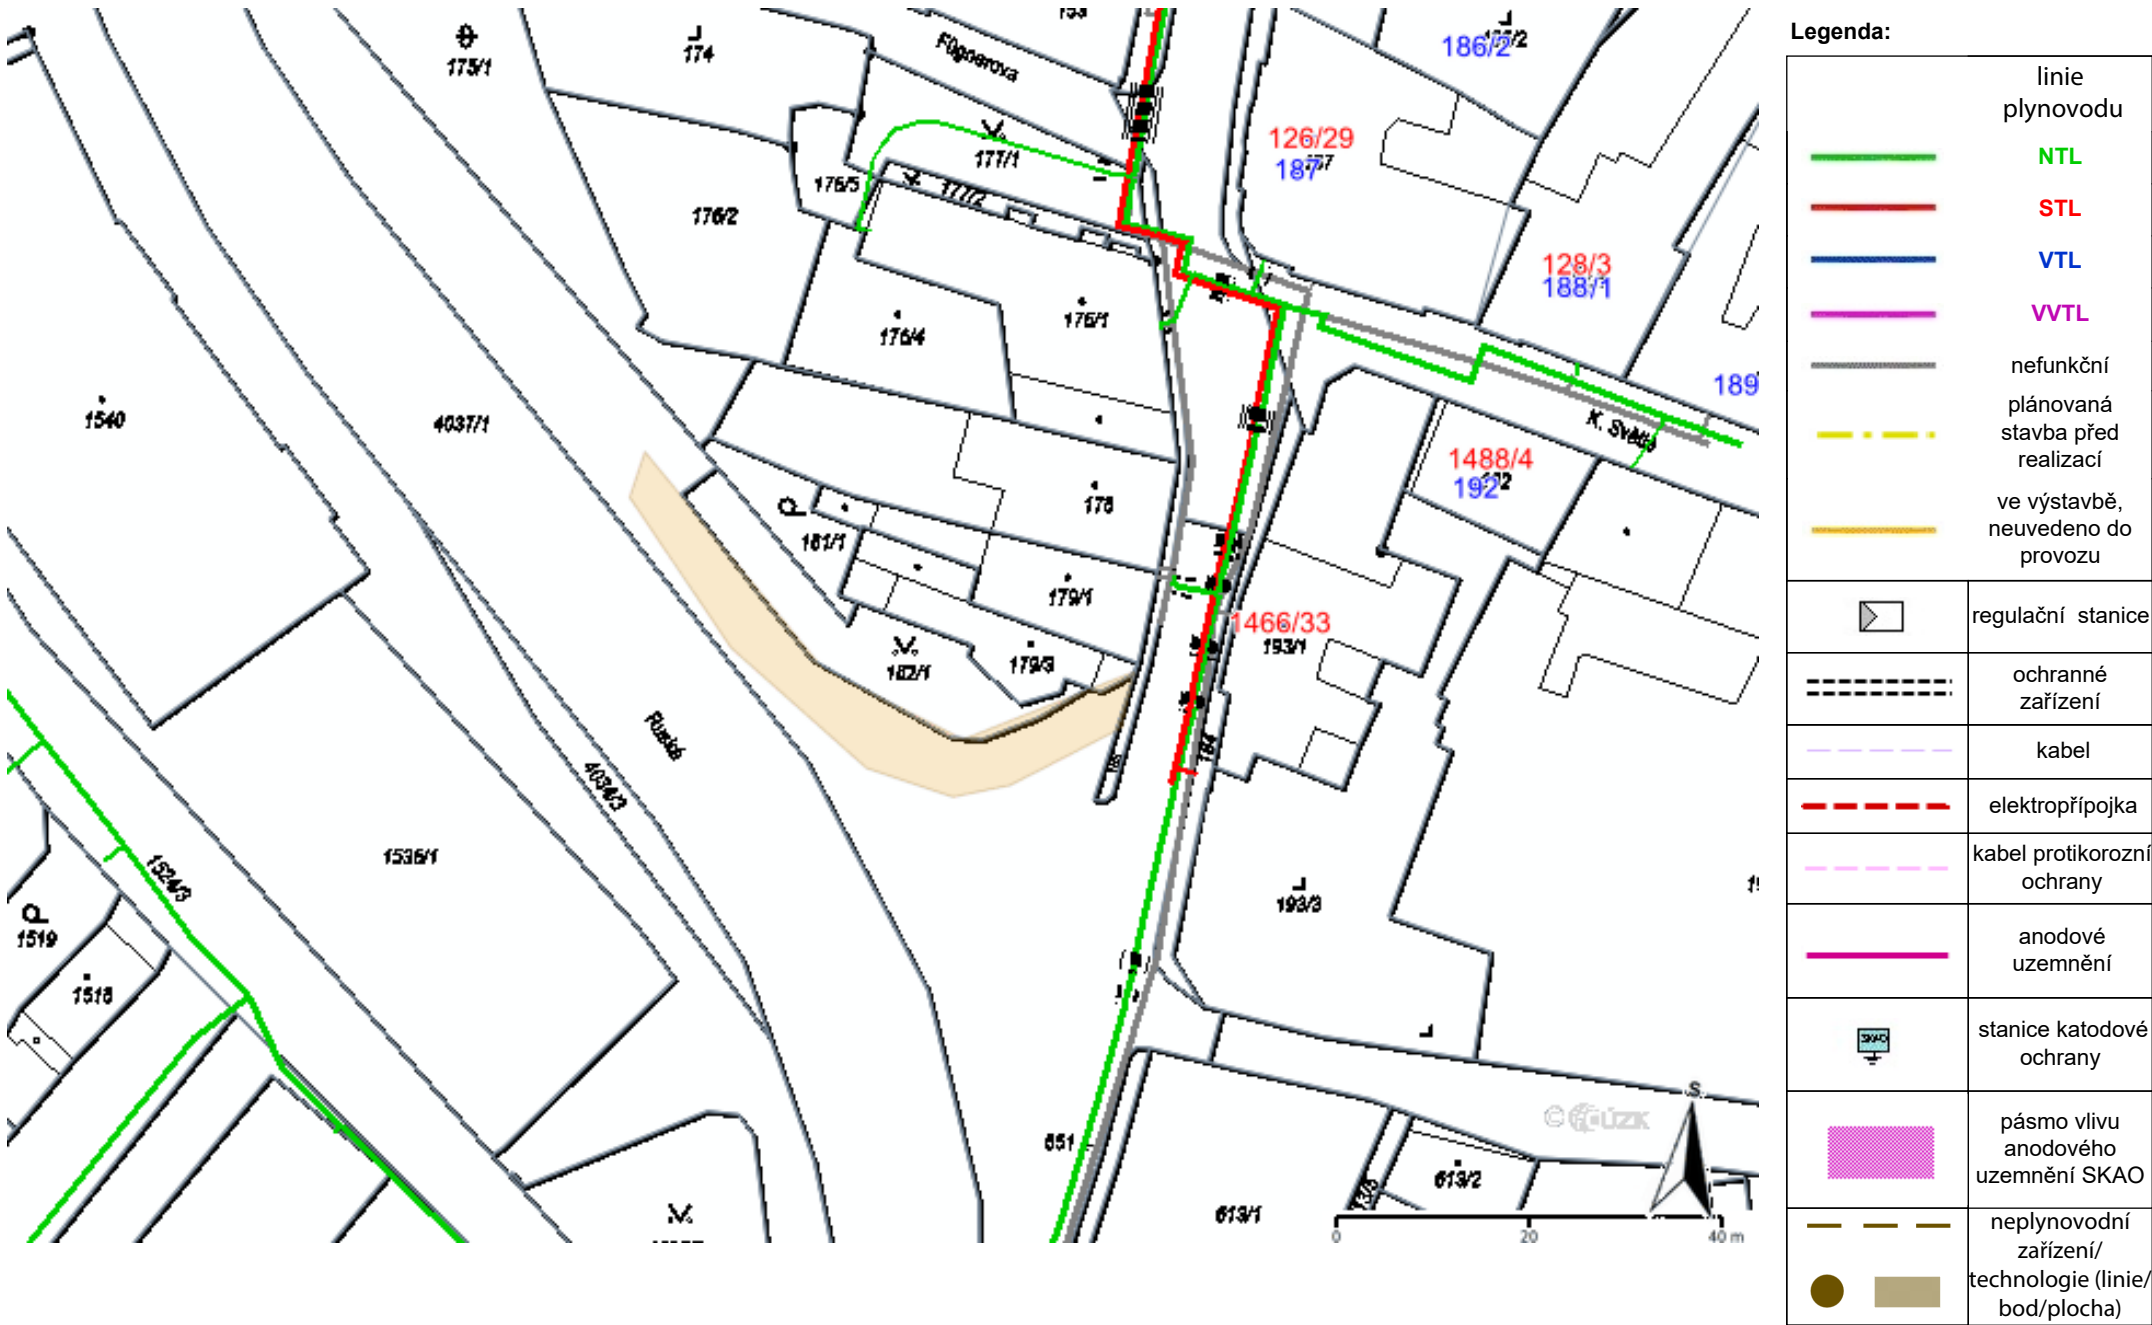 Legenda:
linie
plynovodu
NTL
STL
VTL
VVTL
nefunkční
plánovaná
stavba před
realizací
ve výstavbě,
neuvedeno do
provozu
regulační stanice
ochranné
zařízení
kabel
elektropřípojka
kabel protikorozní
ochrany
anodové
uzemnění
SKAO
stanice katodové
ochrany
pásmo vlivu
anodového
uzemnění SKAO
neplynovodní
zařízení/
technologie (linie/
bod/plocha)
175/1
174
Fügnerova
153
186/2
126/29
187
177/1
176/5
177/2
176/2
128/3
188/1
176/1
176/4
189
1540
4037/1
K. Světlé
1488/4
192
178
181/1
179/1
1466/33
193/1
182/1
179/3
Ruská
184
4034/3
1536/1
1524/3
193/3
1519
1518
651
613/2
613/1
S
© ČÚZK
0
20
40 m